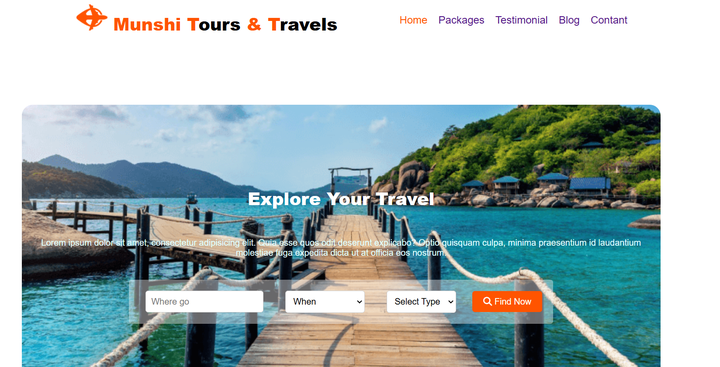 Munshi Tours & Travels
Home Packages Testimonial Blog Contant
Explore Your Travel
Lorem ipsum dolor sit amet, consectetur adipisicing elit. Quia esse quos odit deserunt explicabo? Optio quisquam culpa, minima praesentium id laudantium
molestiae fuga expedita dicta ut at officia eos nostrum.
Where go When Select Type Find Now